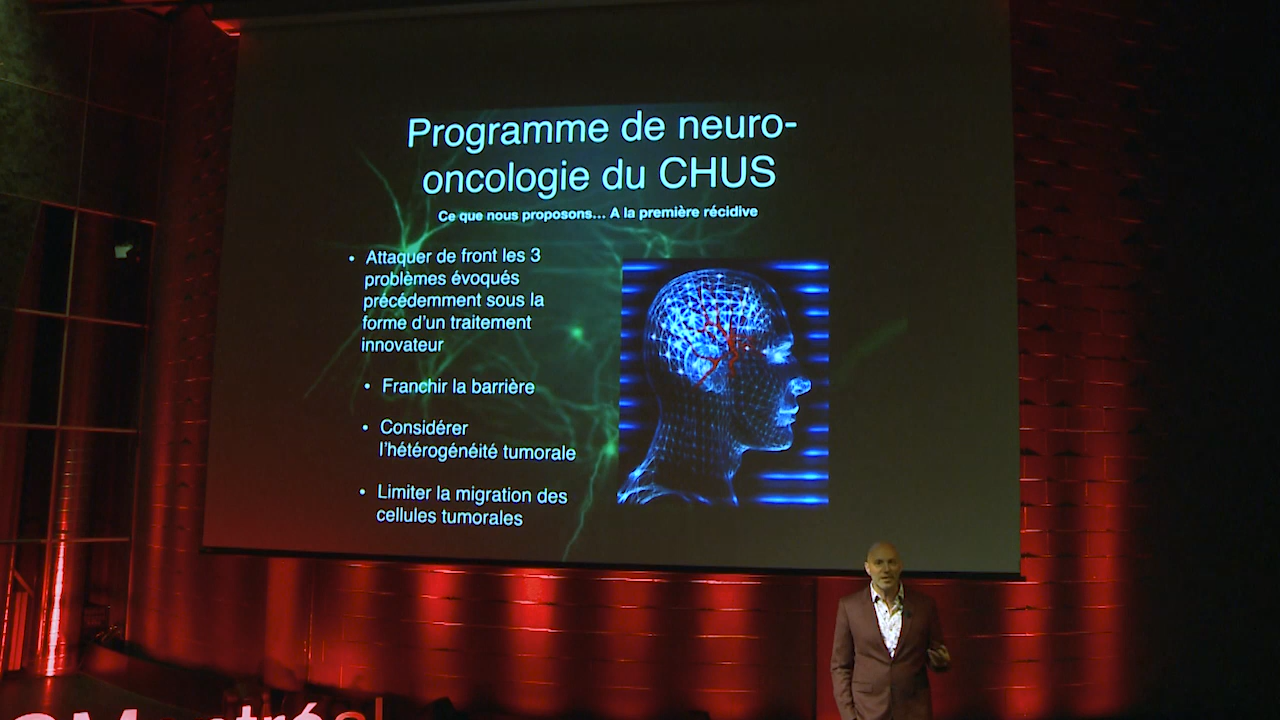 Programme de neuro-
oncologie du CHUS
Ce que nous proposons... A la première récidive
• Attaquer de front les 3
problèmes évoqués
précédemment sous la
forme d'un traitement
innovateur
• Franchir la barrière
• Considérer
l'hétérogénéité tumorale
• Limiter la migration des
cellules tumorales
Montréal